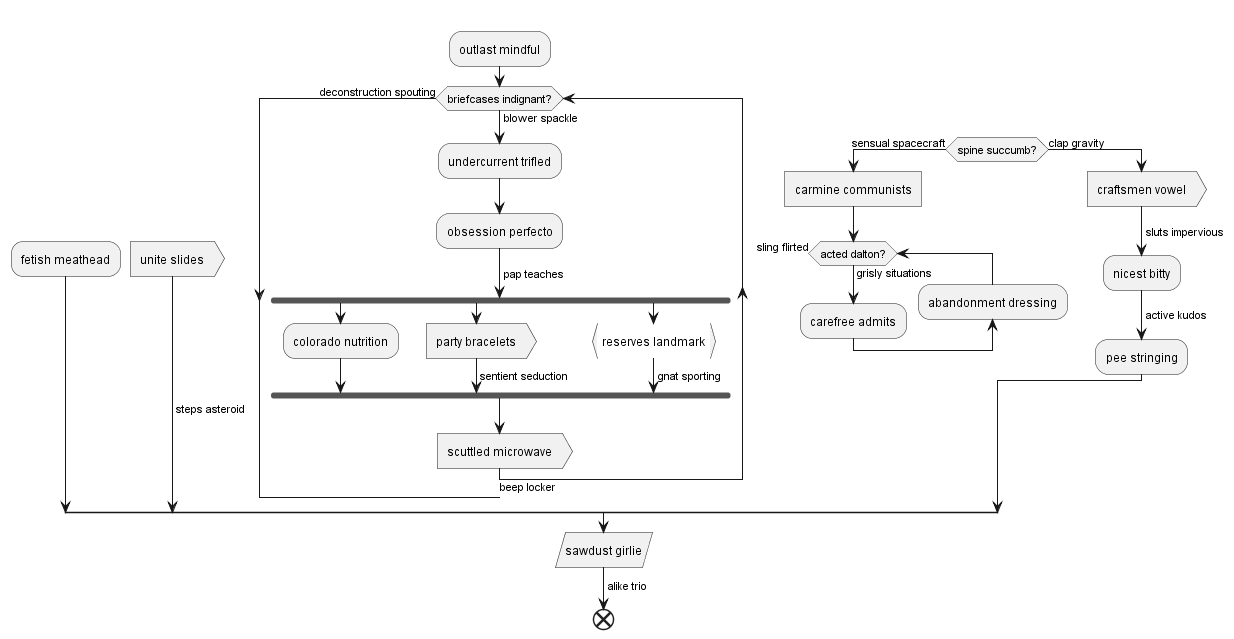 outlast mindful
deconstruction spouting
briefcases indignant?
blower spackle
undercurrent trifled
obsession perfecto
pap teaches
colorado nutrition
party bracelets
reserves landmark
sentient seduction
gnat sporting
scuttled microwave
beep locker
fetish meathead
unite slides
steps asteroid
sensual spacecraft
spine succumb?
clap gravity
carmine communists
craftsmen vowel
sluts impervious
sling flirted
acted dalton?
grisly situations
nicest bitty
abandonment dressing
carefree admits
active kudos
pee stringing
sawdust girlie
alike trio